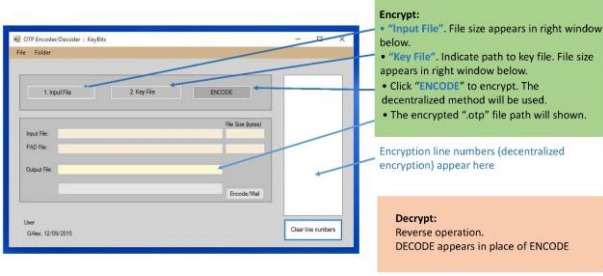 OTP Encoder/Decoder : KeyBits
File Folder
1. Input File
2. Key File
ENCODE
File Size (bytes)
Input File:
PAD File:
Output File:
Encode/Mail
User
12/09/2015
Clear line numbers
Encrypt:
• "Input File". File size appears in right window
below.
• "Key File". Indicate path to key file. File size
appears in right window below.
• Click "ENCODE" to encrypt. The
decentralized method will be used.
• The encrypted ".otp" file path will shown.
Encryption line numbers (decentralized
encryption) appear here
Decrypt:
Reverse operation.
DECODE appears in place of ENCODE